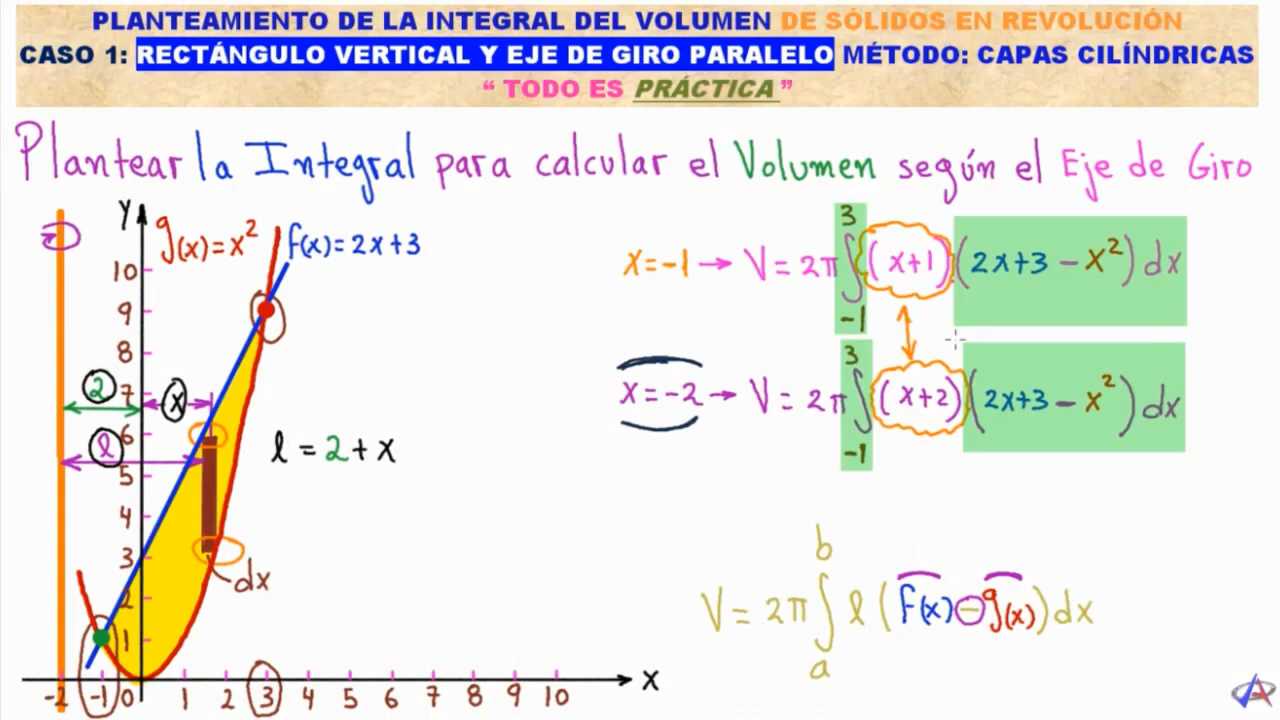 PLANTEAMIENTO DE LA INTEGRAL DEL VOLUMEN DE SÓLIDOS EN REVOLUCIÓN
CASO 1: RECTÁNGULO VERTICAL Y EJE DE GIRO PARALELO MÉTODO: CAPAS CILÍNDRICAS
“ TODO ES PRÁCTICA ”
Plantear la Integral para calcular el Volumen según el Eje de Giro
Y
g(x)=x²
f(x)=2x+3
10
9
8
7
6
5
4
3
2
1
2
x
l
l = 2 + x
dx
-2 -1 0 1 2 3 4 5 6 7 8 9 10 X
x=-1 → V = 2π ∫ 3 -1 (x+1)(2x+3-x²)dx
x=-2 → V = 2π ∫ 3 -1 (x+2)(2x+3-x²)dx
V = 2π ∫ b a l (f(x)-g(x))dx